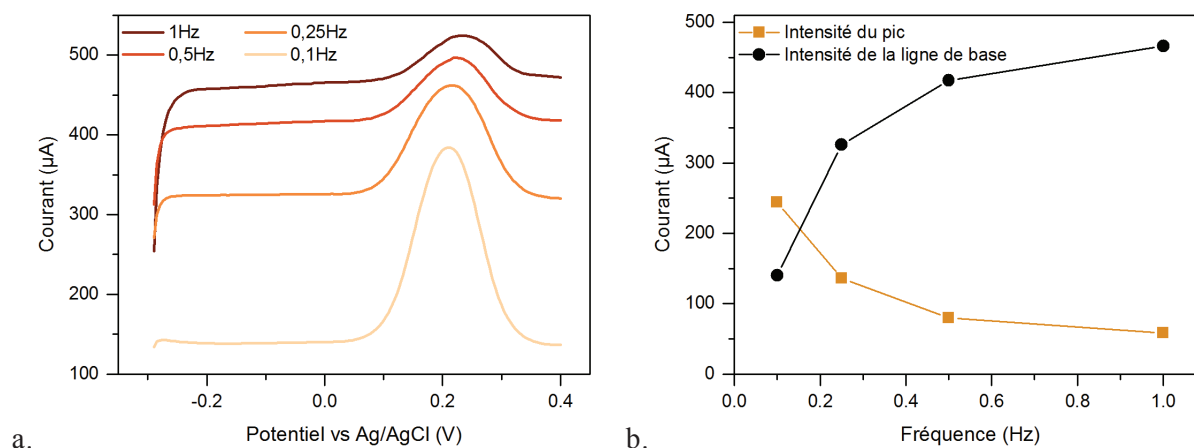 1Hz
0,25Hz
0,5Hz
0,1Hz
500
400
300
200
100
-0.2
0.0
0.2
0.4
Courant (µA)
Potentiel vs Ag/AgCl (V)
a.
Intensité du pic
Intensité de la ligne de base
500
400
300
200
100
0
0.0
0.2
0.4
0.6
0.8
1.0
Courant (µA)
Fréquence (Hz)
b.